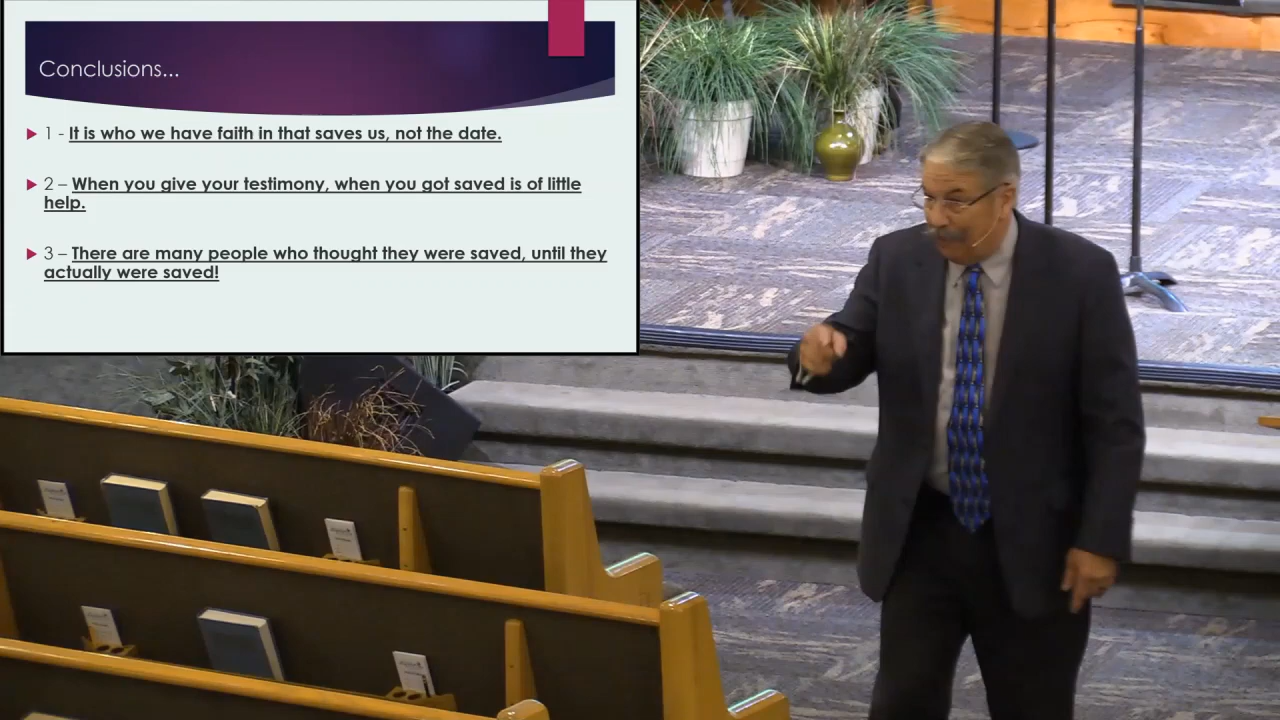 Conclusions...
1 - It is who we have faith in that saves us, not the date.
2 – When you give your testimony, when you got saved is of little
help.
3 – There are many people who thought they were saved, until they
actually were saved!